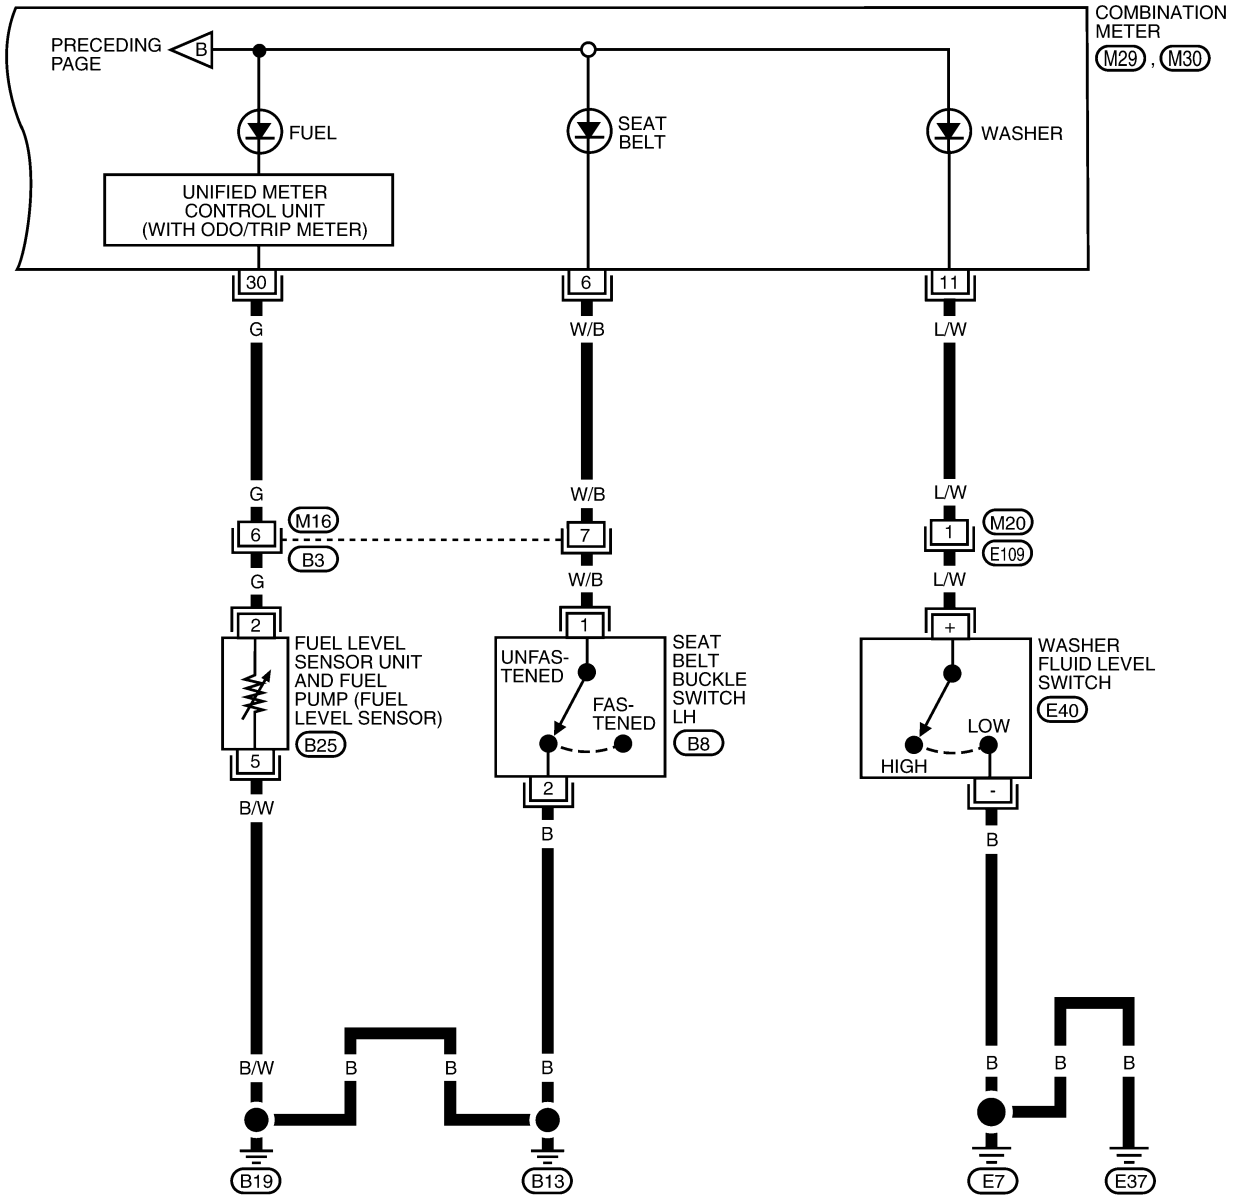 COMBINATION
METER
M29 , M30
PRECEDING
PAGE
B
FUEL
SEAT
BELT
WASHER
UNIFIED METER
CONTROL UNIT
(WITH ODO/TRIP METER)
30
6
11
G
W/B
L/W
G
W/B
L/W
6
M16
B3
7
1
M20
E109
G
W/B
L/W
2
1
+
FUEL LEVEL
SENSOR UNIT
AND FUEL
PUMP (FUEL
LEVEL SENSOR)
B25
UNFAS-
TENED
FAS-
TENED
SEAT
BELT
BUCKLE
SWITCH
LH
B8
HIGH
LOW
WASHER
FLUID LEVEL
SWITCH
E40
5
2
-
B/W
B
B
B/W
B
B
B
B
B
B
B19
B13
E7
E37